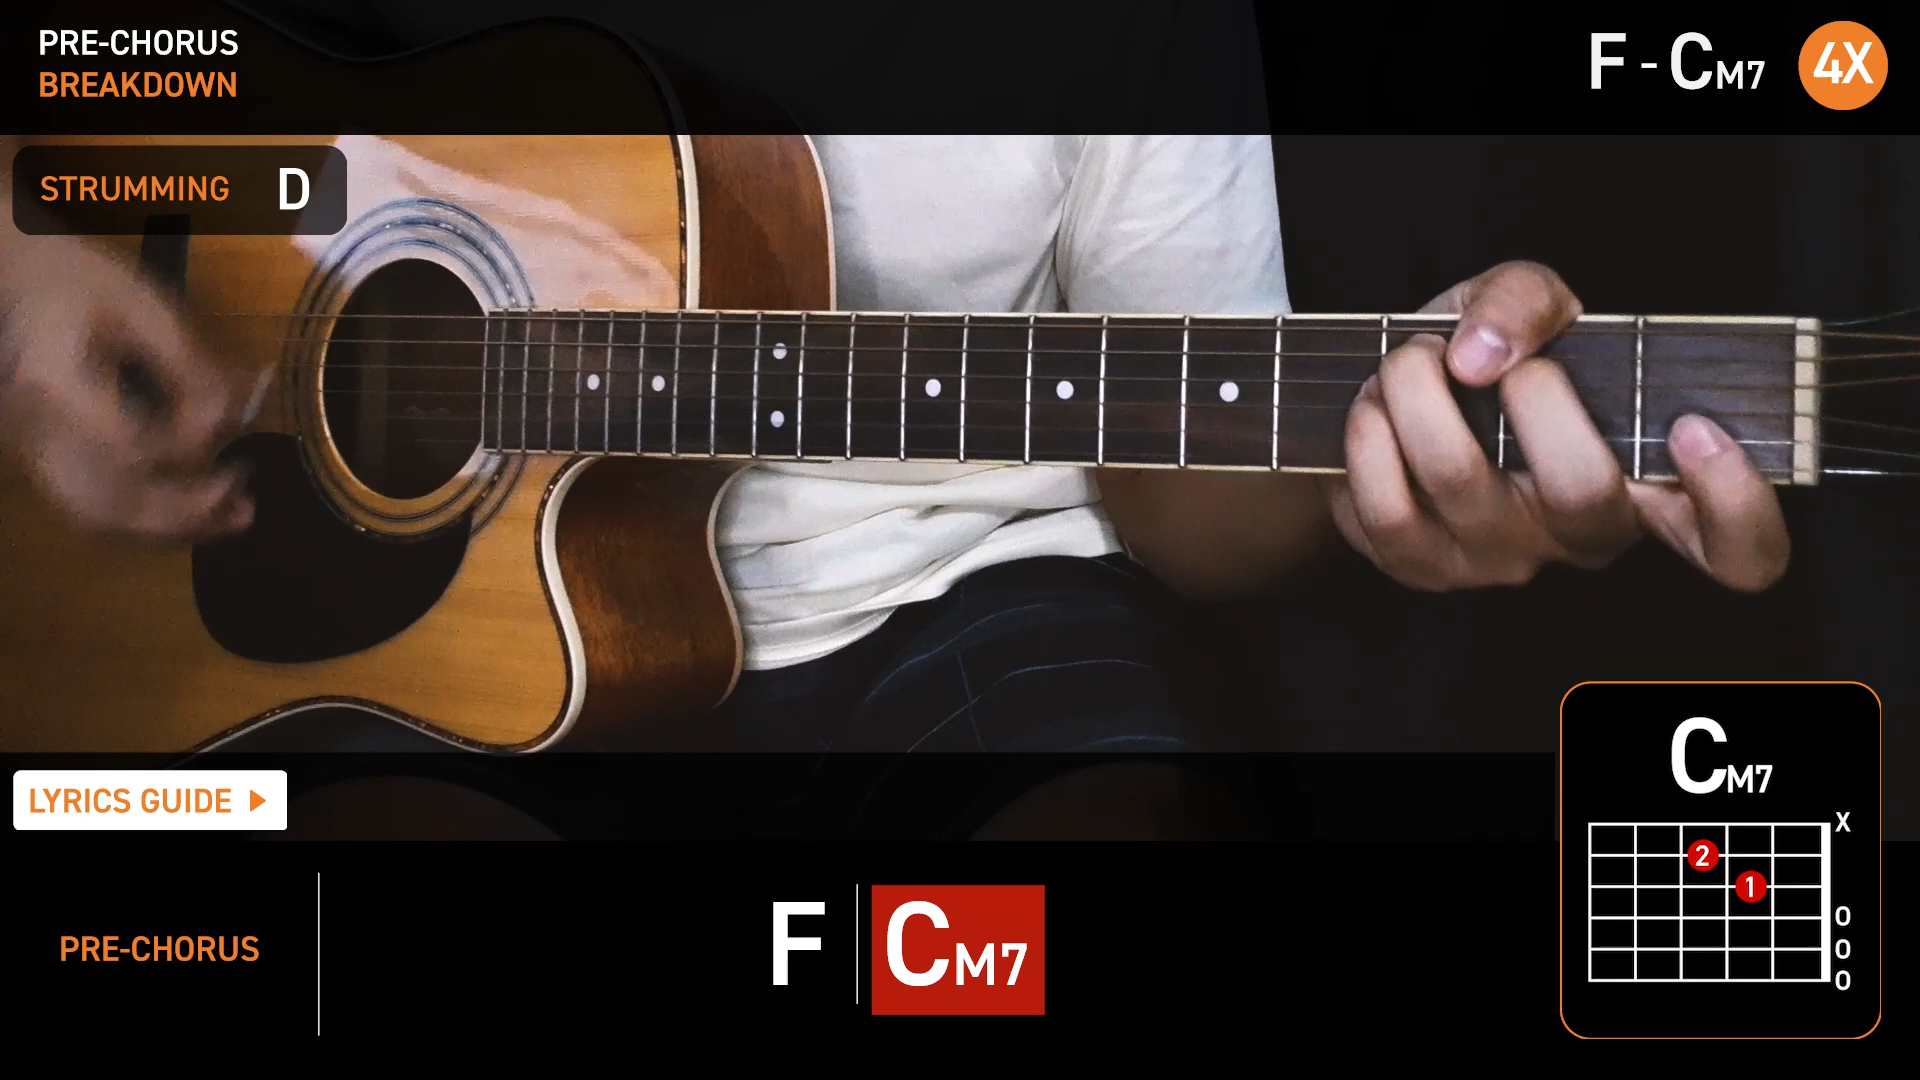 PRE-CHORUS
BREAKDOWN
F - CM7 4X
STRUMMING D
LYRICS GUIDE
CM7
X
2
1
O
O
O
PRE-CHORUS
F CM7